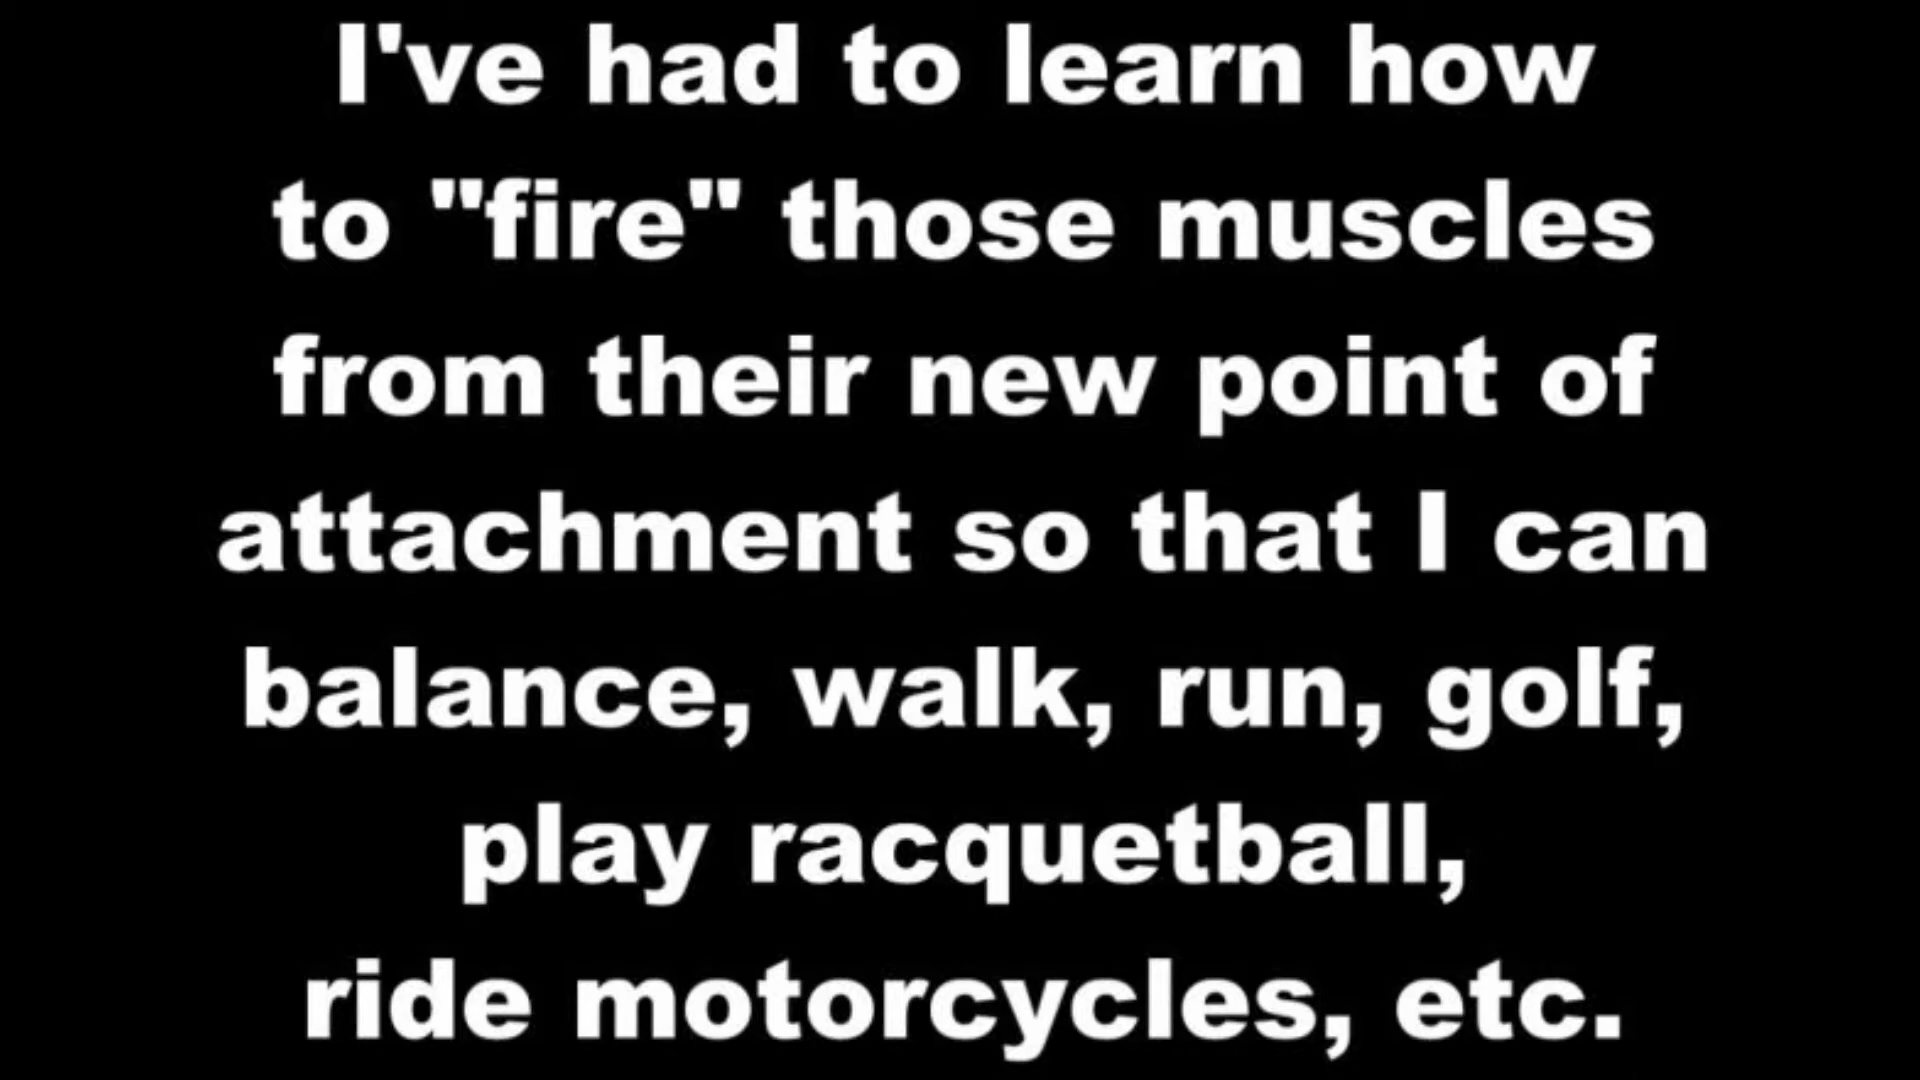 I've had to learn how
to "fire" those muscles
from their new point of
attachment so that I can
balance, walk, run, golf,
play racquetball,
ride motorcycles, etc.